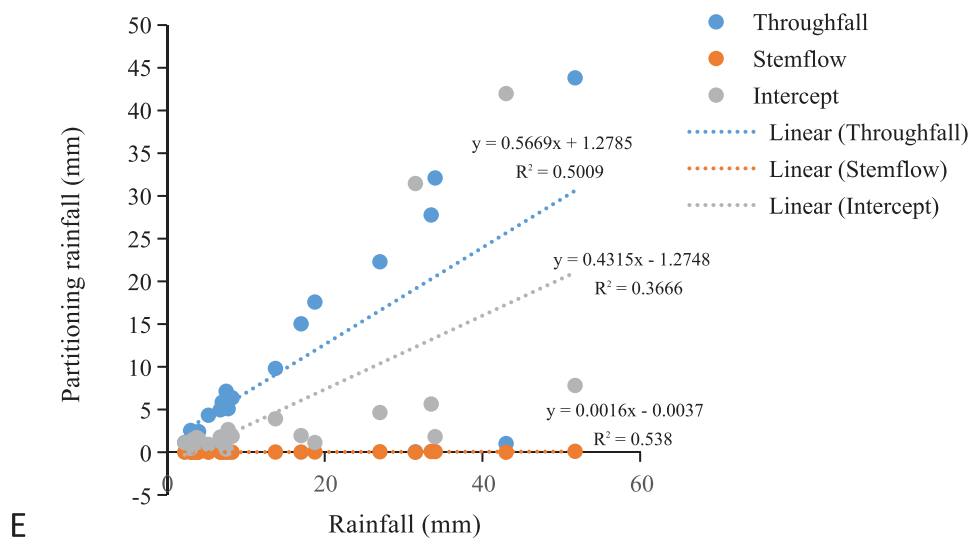 50
45
40
35
30
25
20
15
10
5
0
-5
0
20
40
60
Partitioning rainfall (mm)
Rainfall (mm)
y = 0.5669x + 1.2785
R² = 0.5009
y = 0.4315x - 1.2748
R² = 0.3666
y = 0.0016x - 0.0037
R² = 0.538
Throughfall
Stemflow
Intercept
Linear (Throughfall)
Linear (Stemflow)
Linear (Intercept)
E